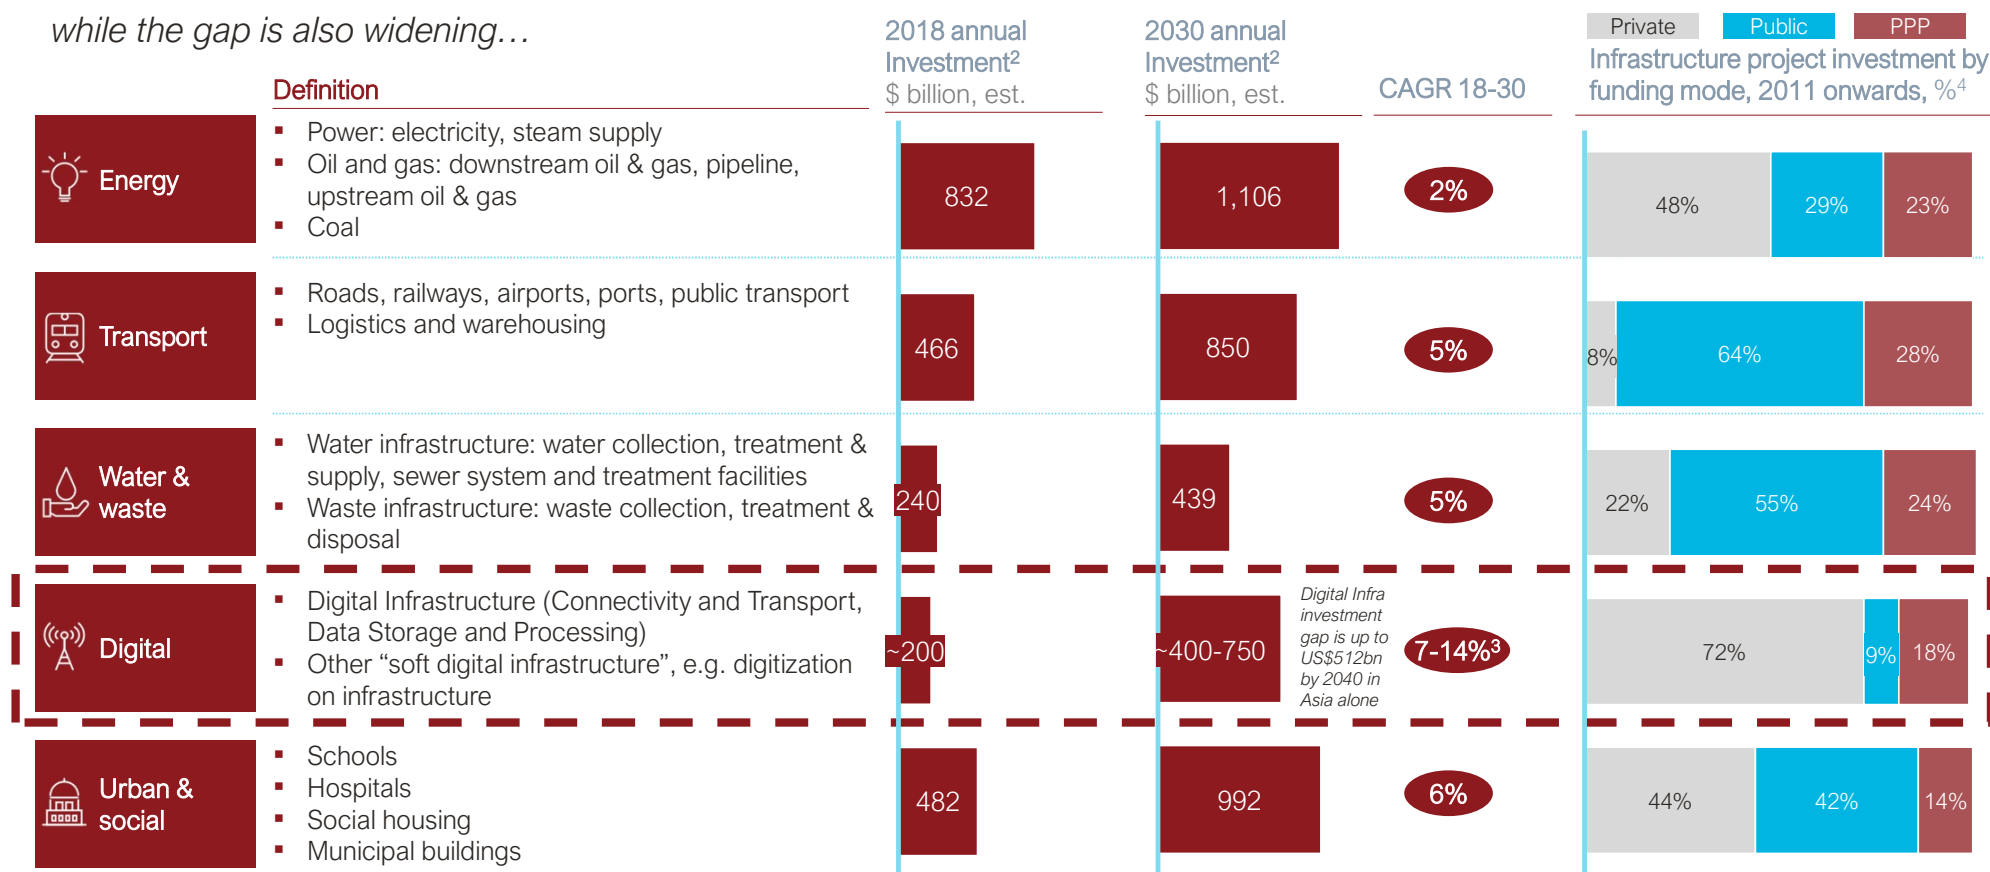 while the gap is also widening…
Definition
2018 annual
Investment²
$ billion, est.
2030 annual
Investment²
$ billion, est.
CAGR 18-30
Private
Public
PPP
Infrastructure project investment by
funding mode, 2011 onwards, %⁴
Energy
▪ Power: electricity, steam supply
▪ Oil and gas: downstream oil & gas, pipeline,
upstream oil & gas
▪ Coal
832
1,106
2%
48%
29%
23%
Transport
▪ Roads, railways, airports, ports, public transport
▪ Logistics and warehousing
466
850
5%
8%
64%
28%
Water &
waste
▪ Water infrastructure: water collection, treatment &
supply, sewer system and treatment facilities
▪ Waste infrastructure: waste collection, treatment &
disposal
240
439
5%
22%
55%
24%
Digital
▪ Digital Infrastructure (Connectivity and Transport,
Data Storage and Processing)
▪ Other “soft digital infrastructure”, e.g. digitization
on infrastructure
~200
~400-750
Digital Infra
investment
gap is up to
US$512bn
by 2040 in
Asia alone
7-14%³
72%
9%
18%
Urban &
social
▪ Schools
▪ Hospitals
▪ Social housing
▪ Municipal buildings
482
992
6%
44%
42%
14%